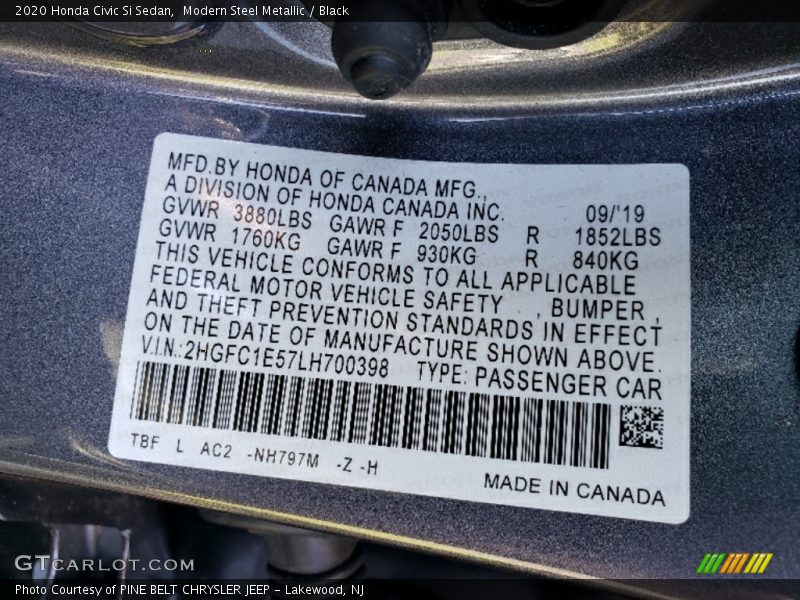 2020 Honda Civic Si Sedan,  Modern Steel Metallic / Black
MFD.BY HONDA OF CANADA MFG.,
A DIVISION OF HONDA CANADA INC. 09/'19
GVWR 3880LBS GAWR F 2050LBS R 1852LBS
GVWR 1760KG GAWR F 930KG R 840KG
THIS VEHICLE CONFORMS TO ALL APPLICABLE
FEDERAL MOTOR VEHICLE SAFETY , BUMPER ,
AND THEFT PREVENTION STANDARDS IN EFFECT
ON THE DATE OF MANUFACTURE SHOWN ABOVE.
V.I.N.:2HGFC1E57LH700398 TYPE: PASSENGER CAR
TBF L AC2 -NH797M -Z -H
MADE IN CANADA
GTCARLOT.COM
Photo Courtesy of PINE BELT CHRYSLER JEEP - Lakewood, NJ